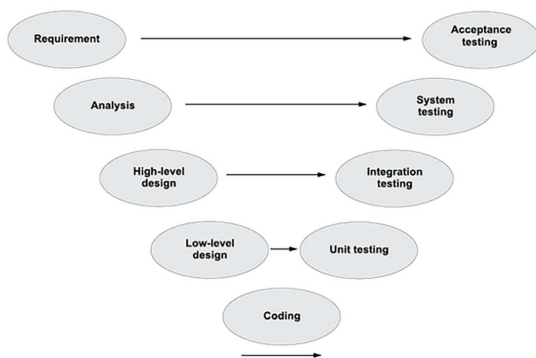 Requirement
Acceptance
testing
Analysis
System
testing
High-level
design
Integration
testing
Low-level
design
Unit testing
Coding